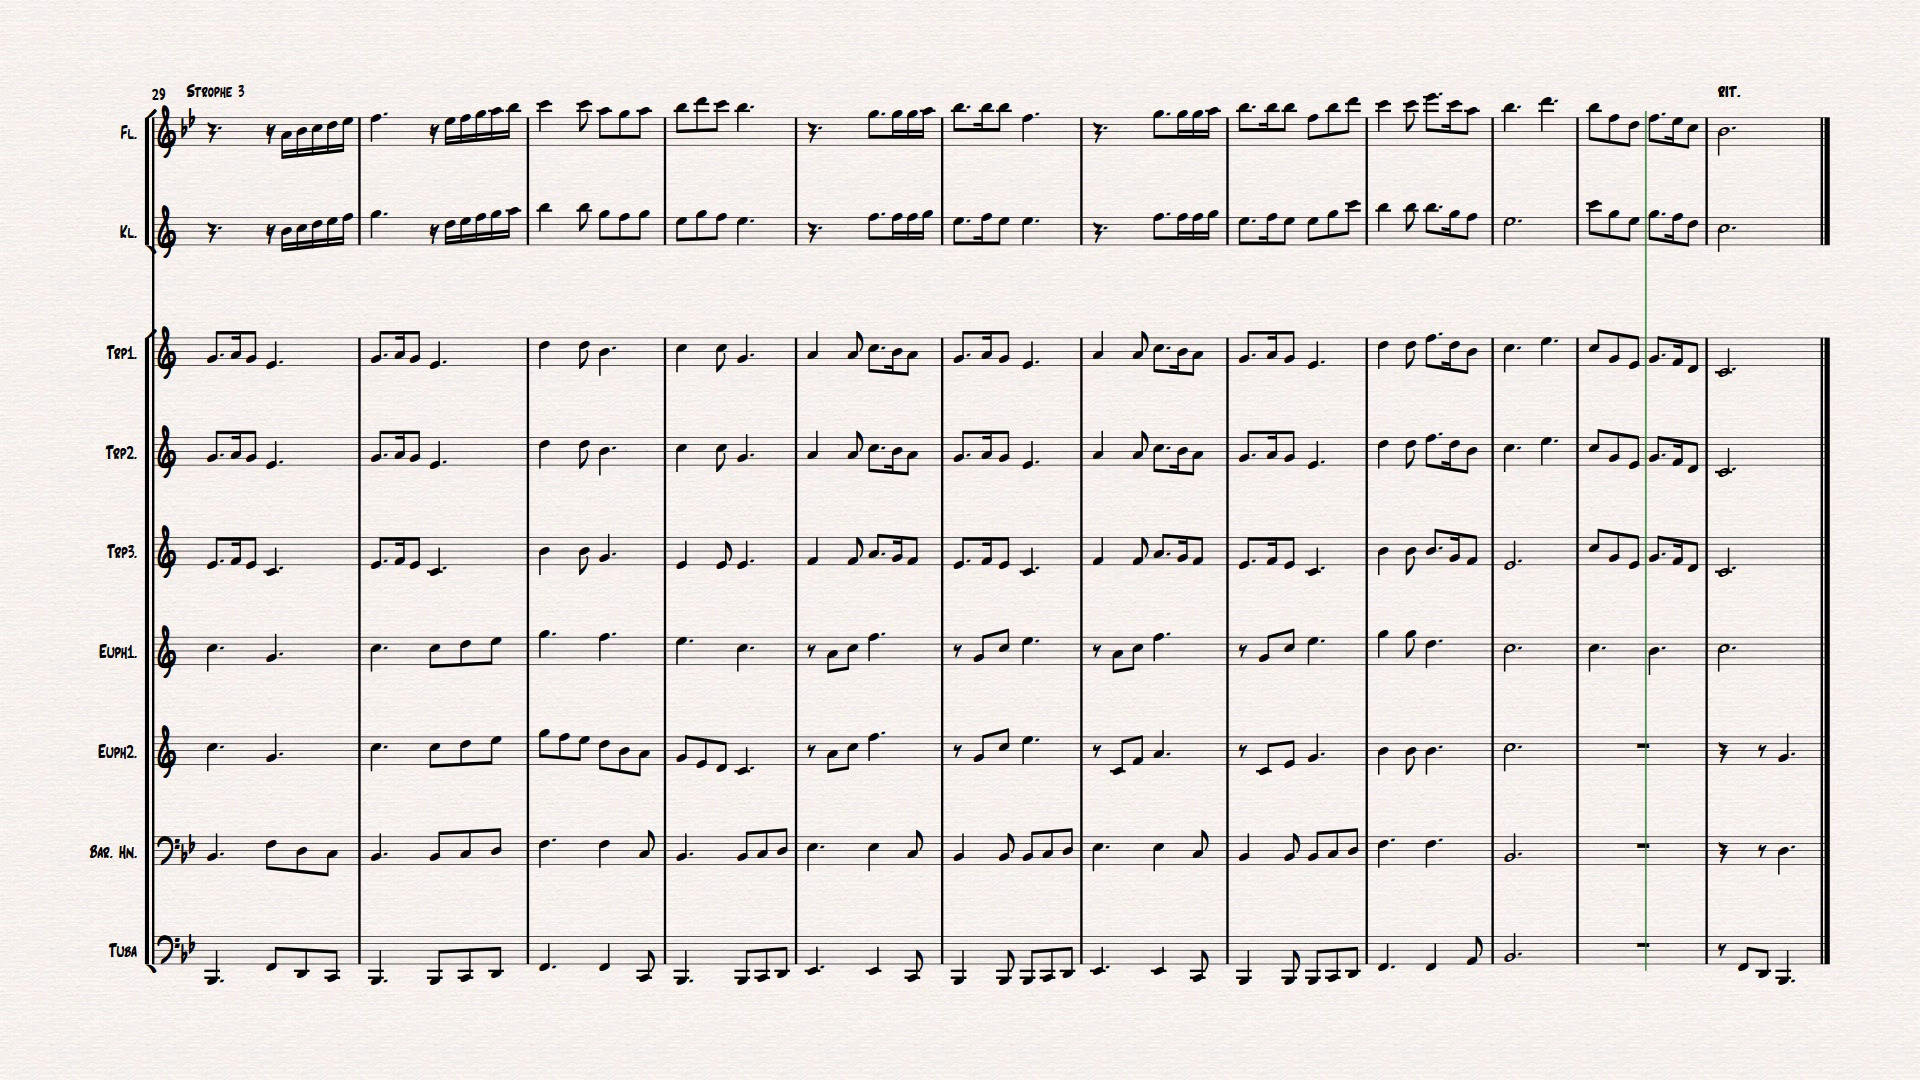 29 Strophe 3 rit.
Fl.
Kl.
Trp1.
Trp2.
Trp3.
Euph1.
Euph2.
Bar. Hn.
Tuba